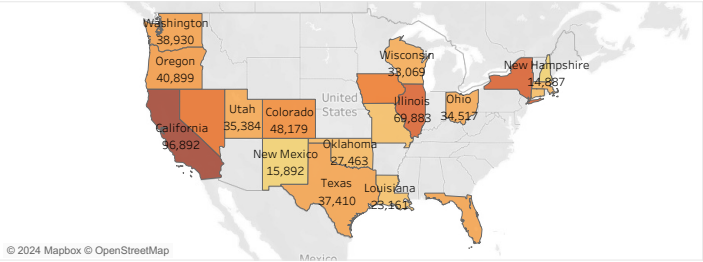 Washington
38,930
Oregon
40,899
Wisconsin
33,069
New Hampshire
14,887
Utah
35,384
Colorado
48,179
United
States
Illinois
69,883
Ohio
34,517
California
96,892
New Mexico
15,892
Oklahoma
27,463
Texas
37,410
Louisiana
23,161
Mexico
© 2024 Mapbox © OpenStreetMap